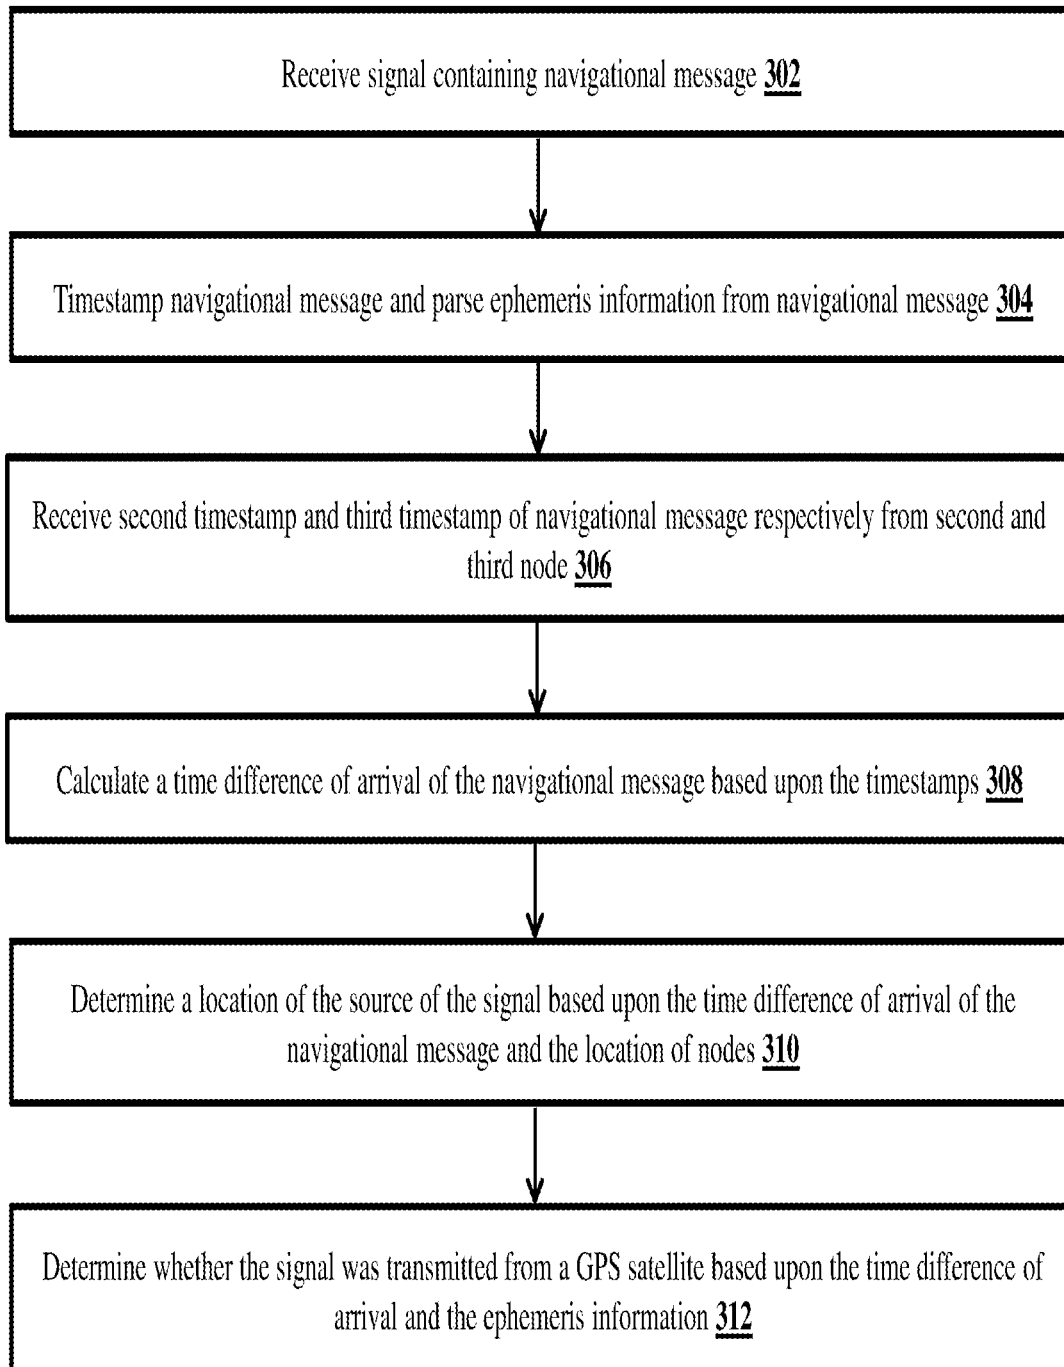 Receive signal containing navigational message 302
Timestamp navigational message and parse ephemeris information from navigational message 304
Receive second timestamp and third timestamp of navigational message respectively from second and
third node 306
Calculate a time difference of arrival of the navigational message based upon the timestamps 308
Determine a location of the source of the signal based upon the time difference of arrival of the
navigational message and the location of nodes 310
Determine whether the signal was transmitted from a GPS satellite based upon the time difference of
arrival and the ephemeris information 312